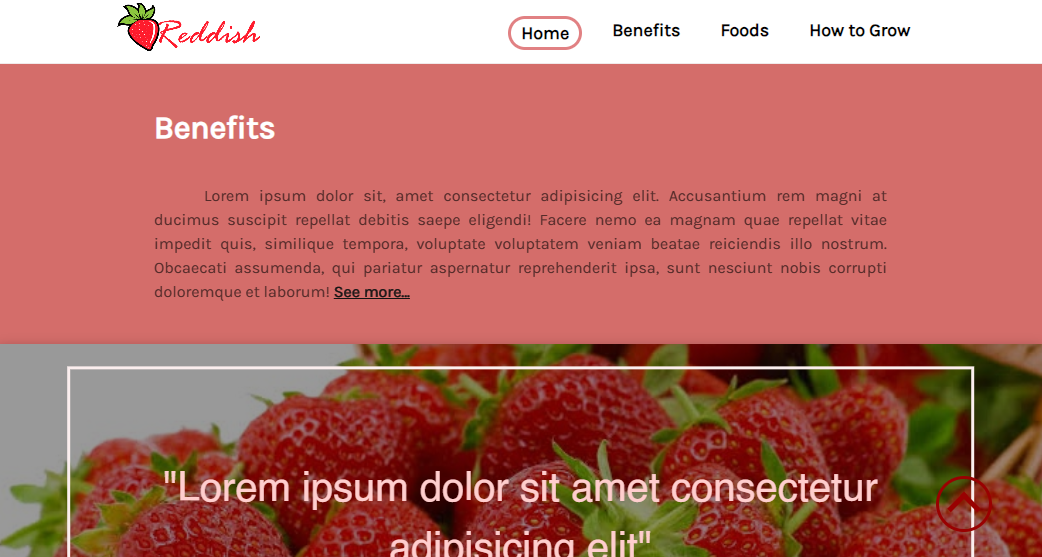 Reddish
Home Benefits Foods How to Grow
Benefits
Lorem ipsum dolor sit, amet consectetur adipisicing elit. Accusantium rem magni at
ducimus suscipit repellat debitis saepe eligendi! Facere nemo ea magnam quae repellat vitae
impedit quis, similique tempora, voluptate voluptatem veniam beatae reiciendis illo nostrum.
Obcaecati assumenda, qui pariatur aspernatur reprehenderit ipsa, sunt nesciunt nobis corrupti
doloremque et laborum! See more...
"Lorem ipsum dolor sit amet consectetur
adipisicing elit"